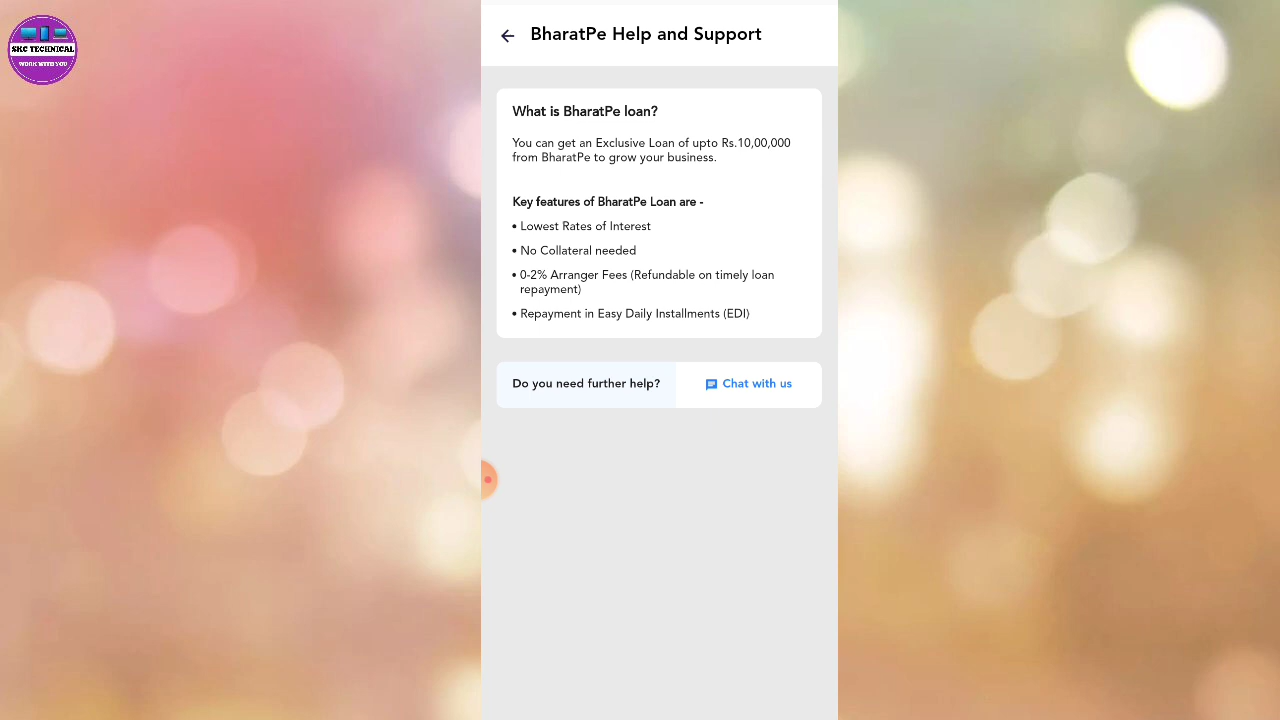 SKC TECHNICAL
WORK WITH YOU
BharatPe Help and Support
What is BharatPe loan?
You can get an Exclusive Loan of upto Rs.10,00,000
from BharatPe to grow your business.
Key features of BharatPe Loan are -
• Lowest Rates of Interest
• No Collateral needed
• 0-2% Arranger Fees (Refundable on timely loan
repayment)
• Repayment in Easy Daily Installments (EDI)
Do you need further help?
Chat with us